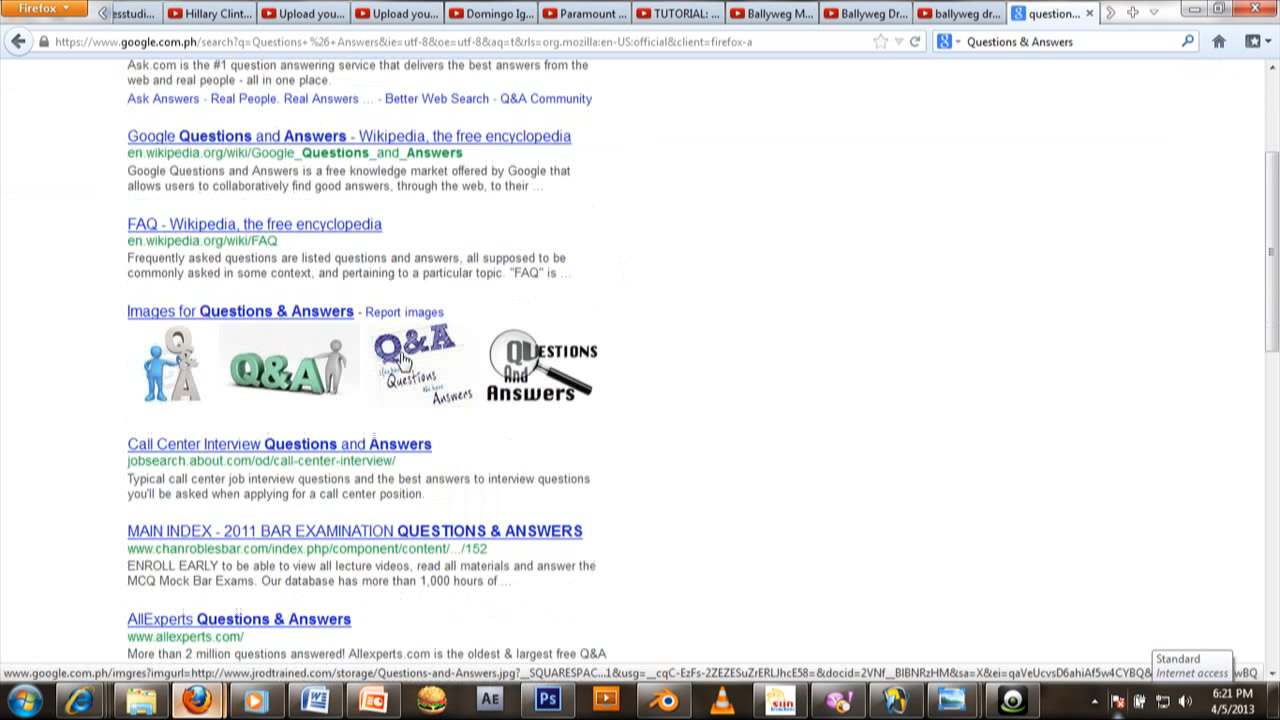 Firefox
esstudi...
Hillary Clint...
Upload you...
Upload you...
Domingo Ig...
Paramount ...
TUTORIAL: ...
Ballyweg M...
Ballyweg Dr...
ballyweg dr...
question...
https://www.google.com.ph/search?q=Questions+%26+Answers&ie=utf-8&oe=utf-8&aq=t&rls=org.mozilla:en-US:official&client=firefox-a
Questions & Answers
Ask.com is the #1 question answering service that delivers the best answers from the
web and real people - all in one place.
Ask Answers - Real People. Real Answers ... - Better Web Search - Q&A Community
Google Questions and Answers - Wikipedia, the free encyclopedia
en.wikipedia.org/wiki/Google_Questions_and_Answers
Google Questions and Answers is a free knowledge market offered by Google that
allows users to collaboratively find good answers, through the web, to their ...
FAQ - Wikipedia, the free encyclopedia
en.wikipedia.org/wiki/FAQ
Frequently asked questions are listed questions and answers, all supposed to be
commonly asked in some context, and pertaining to a particular topic. "FAQ" is ...
Images for Questions & Answers - Report images
Q&A
Q&A
Q&A
Questions
Answers
QUESTIONS
And
Answers
Call Center Interview Questions and Answers
jobsearch.about.com/od/call-center-interview/
Typical call center job interview questions and the best answers to interview questions
you'll be asked when applying for a call center position.
MAIN INDEX - 2011 BAR EXAMINATION QUESTIONS & ANSWERS
www.chanroblesbar.com/index.php/component/content/.../152
ENROLL EARLY to be able to view all lecture videos, read all materials and answer the
MCQ Mock Bar Exams. Our database has more than 1,000 hours of ...
AllExperts Questions & Answers
www.allexperts.com/
More than 2 million questions answered! Allexperts.com is the oldest & largest free Q&A
Standard
Internet access
Ae
Ps
6:21 PM
4/5/2013